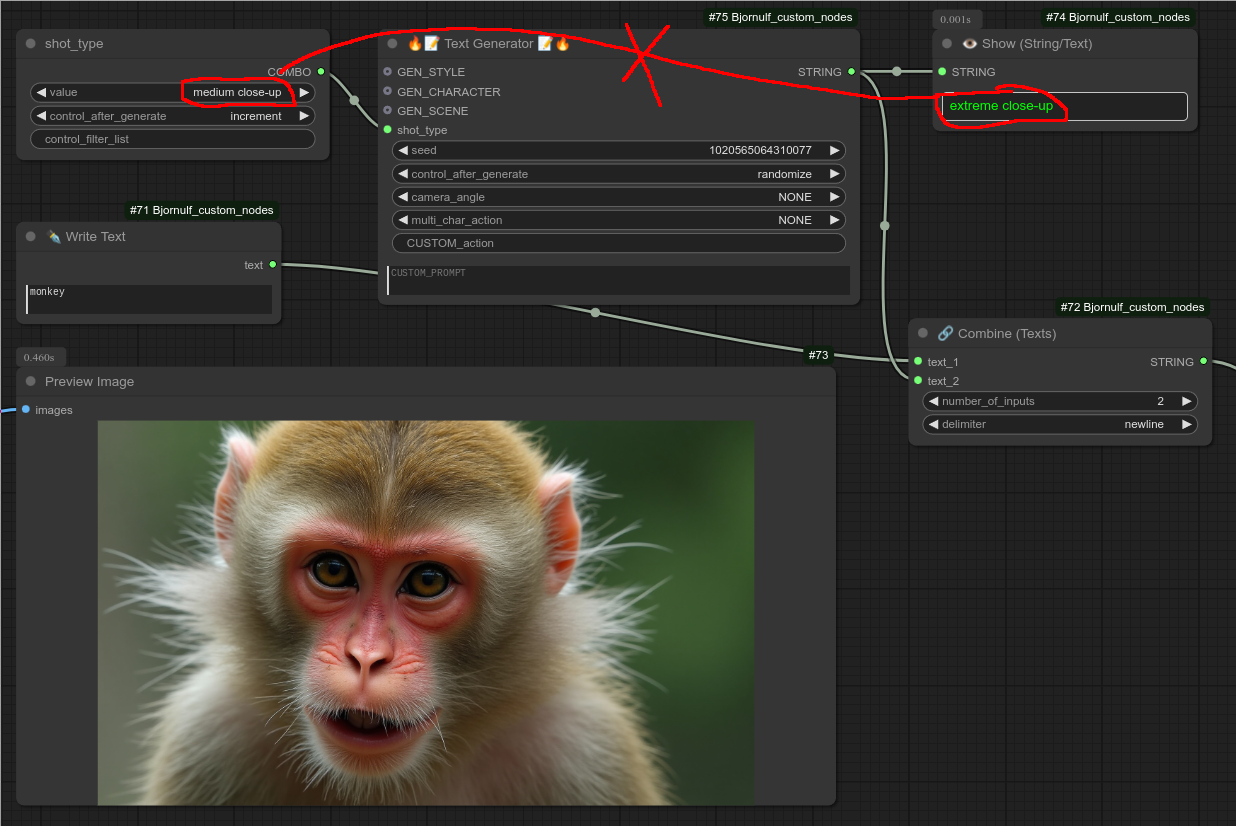 #75 Bjornulf_custom_nodes
0.001s
#74 Bjornulf_custom_nodes
shot_type
COMBO
value medium close-up
control_after_generate increment
control_filter_list
🔥📝 Text Generator 📝🔥
GEN_STYLE
STRING
GEN_CHARACTER
GEN_SCENE
shot_type
seed 1020565064310077
control_after_generate randomize
camera_angle NONE
multi_char_action NONE
CUSTOM_action
CUSTOM_PROMPT
👁️ Show (String/Text)
STRING
extreme close-up
#71 Bjornulf_custom_nodes
✒️ Write Text
text
monkey
#73
#72 Bjornulf_custom_nodes
🔗 Combine (Texts)
text_1
STRING
text_2
number_of_inputs 2
delimiter newline
0.460s
Preview Image
images